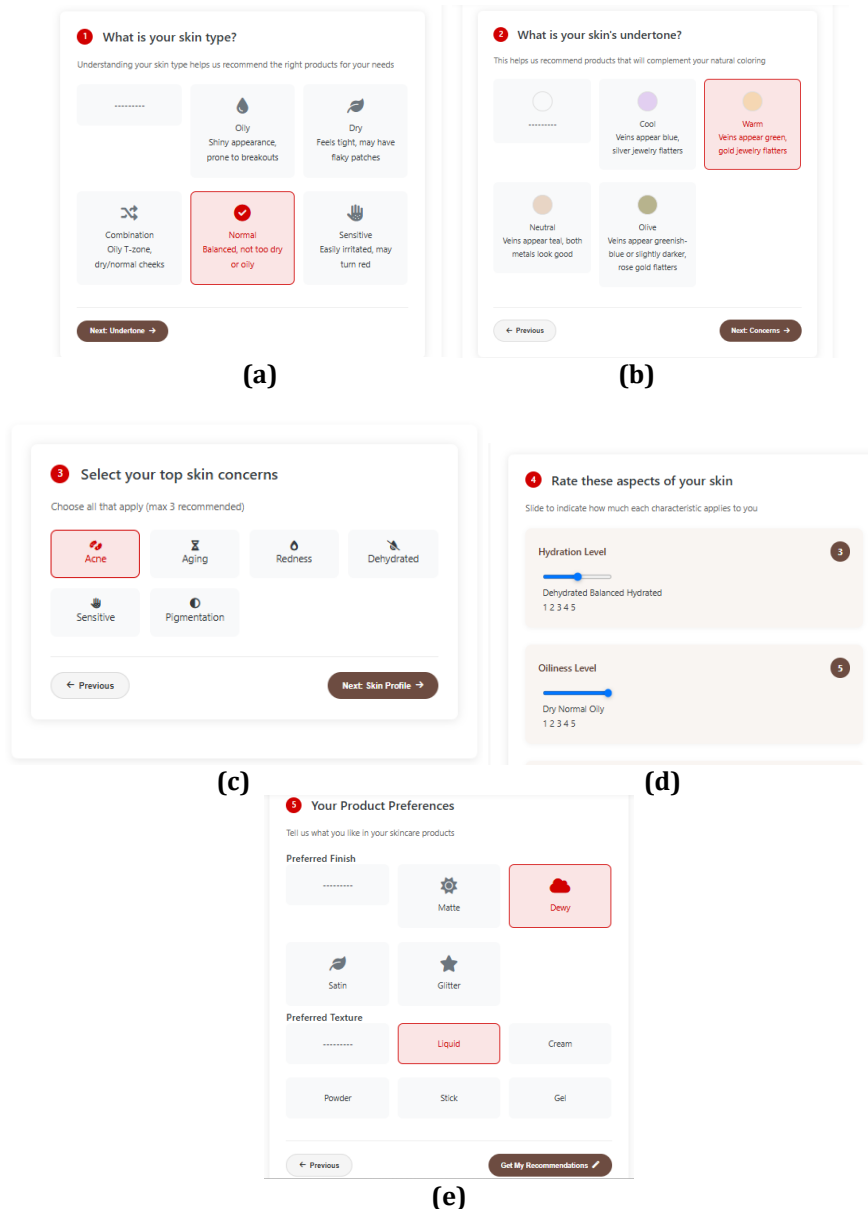 1 What is your skin type?
Understanding your skin type helps us recommend the right products for your needs
---------
Oily
Shiny appearance,
prone to breakouts
Dry
Feels tight, may have
flaky patches
Combination
Oily T-zone,
dry/normal cheeks
Normal
Balanced, not too dry
or oily
Sensitive
Easily irritated, may
turn red
Next: Undertone →
(a)
2 What is your skin's undertone?
This helps us recommend products that will complement your natural coloring
---------
Cool
Veins appear blue,
silver jewelry flatters
Warm
Veins appear green,
gold jewelry flatters
Neutral
Veins appear teal, both
metals look good
Olive
Veins appear greenish-
blue or slightly darker,
rose gold flatters
← Previous
Next: Concerns →
(b)
3 Select your top skin concerns
Choose all that apply (max 3 recommended)
Acne
Aging
Redness
Dehydrated
Sensitive
Pigmentation
← Previous
Next: Skin Profile →
(c)
4 Rate these aspects of your skin
Slide to indicate how much each characteristic applies to you
Hydration Level
3
Dehydrated Balanced Hydrated
1 2 3 4 5
Oiliness Level
5
Dry Normal Oily
1 2 3 4 5
(d)
5 Your Product Preferences
Tell us what you like in your skincare products
Preferred Finish
---------
Matte
Dewy
Satin
Glitter
Preferred Texture
---------
Liquid
Cream
Powder
Stick
Gel
← Previous
Get My Recommendations
(e)